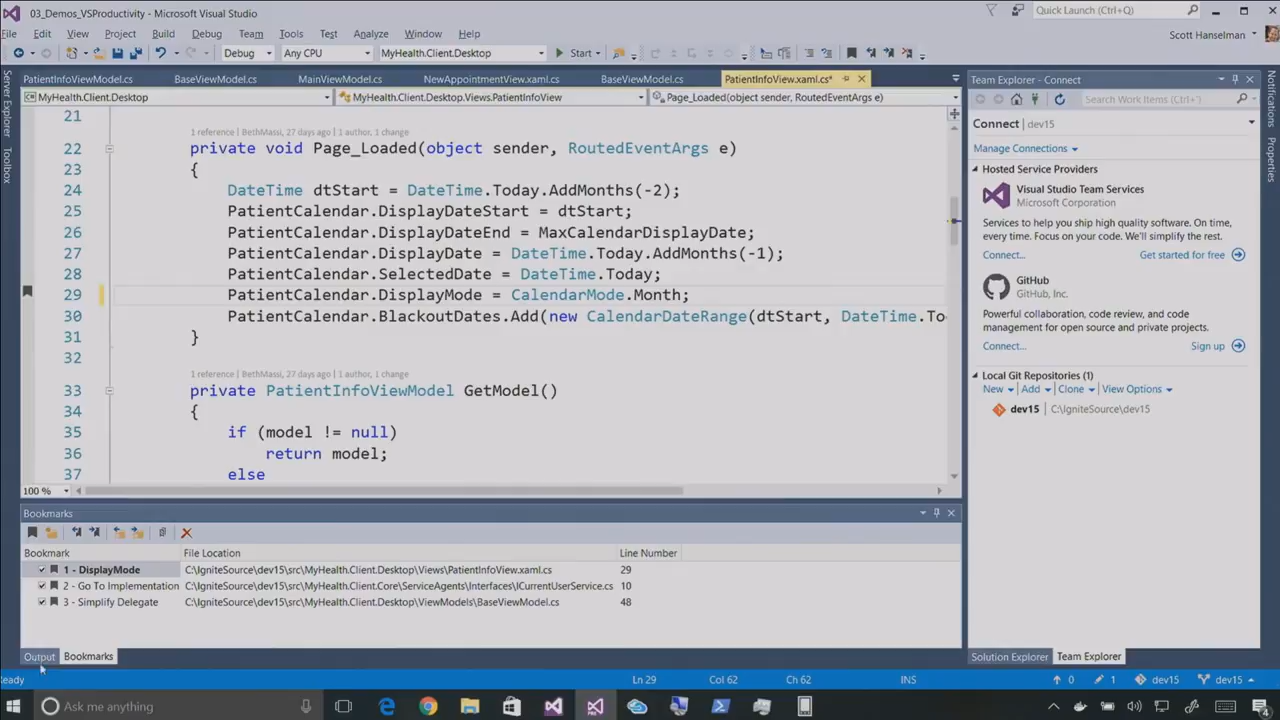 03_Demos_VSProductivity - Microsoft Visual Studio
Quick Launch (Ctrl+Q)
File Edit View Project Build Debug Team Tools Test Analyze Window Help
Scott Hanselman
Debug Any CPU MyHealth.Client.Desktop Start
Server Explorer
Toolbox
PatientInfoViewModel.cs BaseViewModel.cs MainViewModel.cs NewAppointmentView.xaml.cs BaseViewModel.cs PatientInfoView.xaml.cs*
MyHealth.Client.Desktop MyHealth.Client.Desktop.Views.PatientInfoView Page_Loaded(object sender, RoutedEventArgs e)
21
1 reference | BethMassi, 27 days ago | 1 author, 1 change
22 private void Page_Loaded(object sender, RoutedEventArgs e)
23 {
24 DateTime dtStart = DateTime.Today.AddMonths(-2);
25 PatientCalendar.DisplayDateStart = dtStart;
26 PatientCalendar.DisplayDateEnd = MaxCalendarDisplayDate;
27 PatientCalendar.DisplayDate = DateTime.Today.AddMonths(-1);
28 PatientCalendar.SelectedDate = DateTime.Today;
29 PatientCalendar.DisplayMode = CalendarMode.Month;
30 PatientCalendar.BlackoutDates.Add(new CalendarDateRange(dtStart, DateTime.To
31 }
32
1 reference | BethMassi, 27 days ago | 1 author, 1 change
33 private PatientInfoViewModel GetModel()
34 {
35 if (model != null)
36 return model;
37 else
100 %
Bookmarks
Bookmark File Location Line Number
1 - DisplayMode C:\IgniteSource\dev15\src\MyHealth.Client.Desktop\Views\PatientInfoView.xaml.cs 29
2 - Go To Implementation C:\IgniteSource\dev15\src\MyHealth.Client.Core\ServiceAgents\Interfaces\ICurrentUserService.cs 10
3 - Simplify Delegate C:\IgniteSource\dev15\src\MyHealth.Client.Desktop\ViewModels\BaseViewModel.cs 48
Output Bookmarks
Team Explorer - Connect
Search Work Items (Ctrl+')
Connect | dev15
Manage Connections
Hosted Service Providers
Visual Studio Team Services
Microsoft Corporation
Services to help you ship high quality software. On time,
every time. Focus on your code. We'll simplify the rest.
Connect... Get started for free
GitHub
GitHub, Inc.
Powerful collaboration, code review, and code
management for open source and private projects.
Connect... Sign up
Local Git Repositories (1)
New Add Clone View Options
dev15 | C:\IgniteSource\dev15
Solution Explorer Team Explorer
Notifications
Properties
Ready Ln 29 Col 62 Ch 62 INS 0 1 dev15 dev15
Ask me anything
4